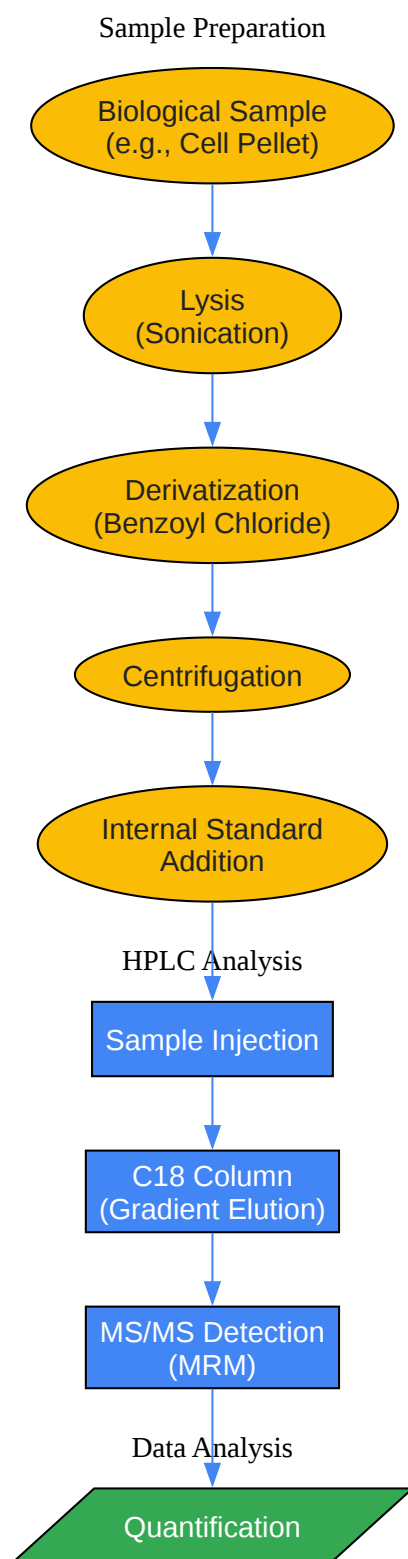 Sample Preparation
Biological Sample
(e.g., Cell Pellet)
Lysis
(Sonication)
Derivatization
(Benzoyl Chloride)
Centrifugation
Internal Standard
Addition
HPLC Analysis
Sample Injection
C18 Column
(Gradient Elution)
MS/MS Detection
(MRM)
Data Analysis
Quantification